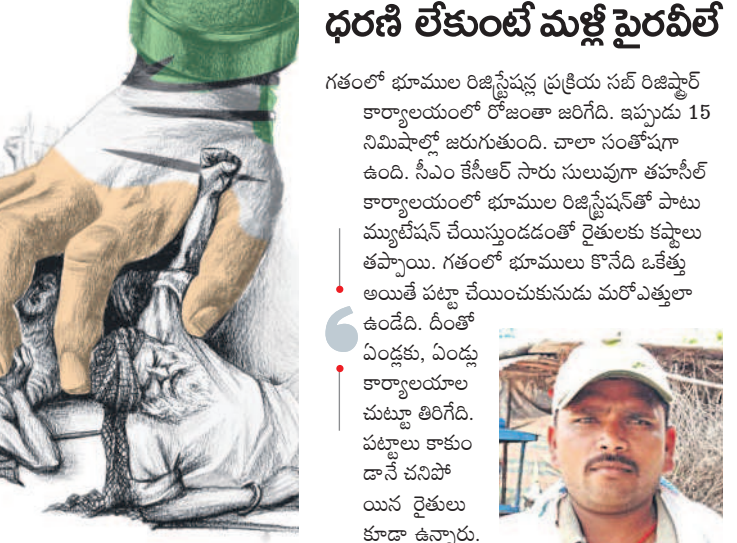 ధరణి లేకుంటే మళ్లీ పైరవీలే
గతంలో భూముల రిజిస్ట్రేషన్ల ప్రక్రియ సబ్ రిజిష్ట్రార్
కార్యాలయంలో రోజంతా జరిగేది. ఇప్పుడు 15
నిమిషాల్లో జరుగుతుంది. చాలా సంతోషగా
ఉంది. సీఎం కేసీఆర్ సారు సులువుగా తహసీల్
కార్యాలయంలో భూముల రిజిస్ట్రేషన్‌తో పాటు
మ్యుటేషన్ చేయిస్తుండడంతో రైతులకు కష్టాలు
తప్పాయి. గతంలో భూములు కొనేది ఒకేత్తు
అయితే పట్టా చేయించుకునుడు మరోఎత్తులా
ఉండేది. దీంతో
ఏండ్లకు, ఏండ్లు
కార్యాలయాల
చుట్టూ తిరిగేది.
పట్టాలు కాకుం
డానే చనిపో
యిన రైతులు
కూడా ఉన్నారు.